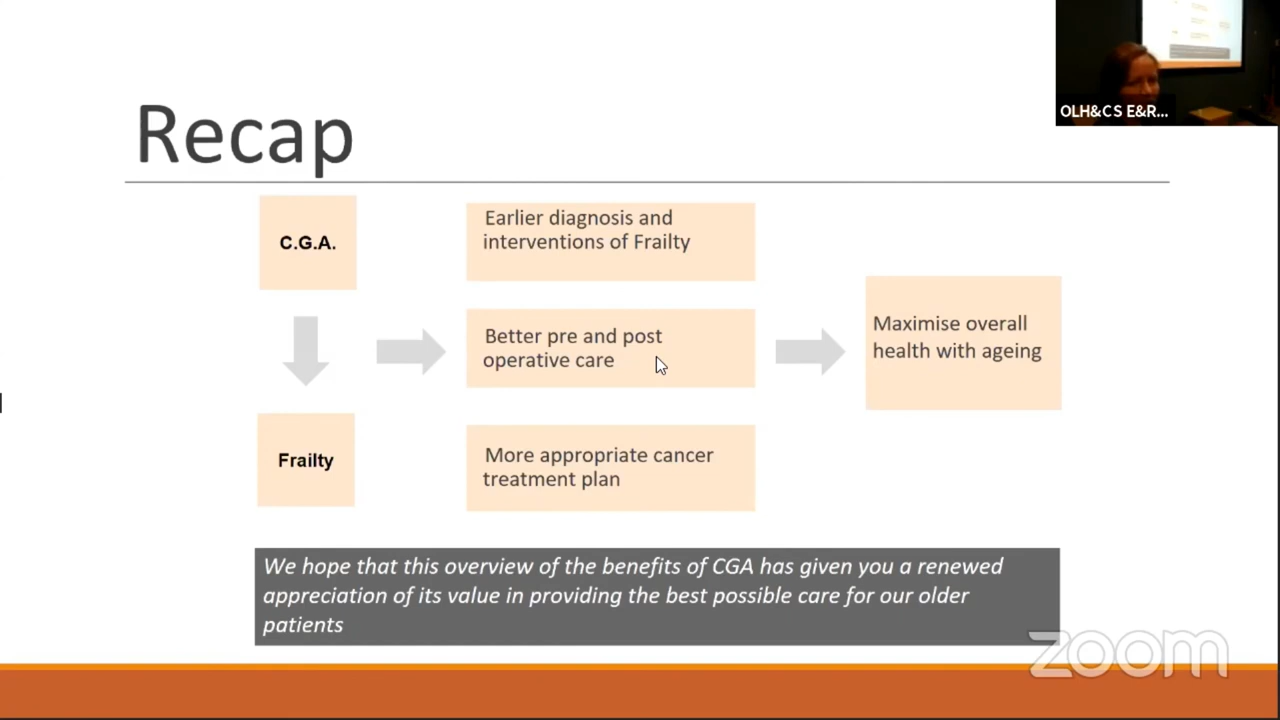 OLH&CS E&R...
Recap
C.G.A.
Earlier diagnosis and
interventions of Frailty
Better pre and post
operative care
Maximise overall
health with ageing
Frailty
More appropriate cancer
treatment plan
We hope that this overview of the benefits of CGA has given you a renewed
appreciation of its value in providing the best possible care for our older
patients
zoom